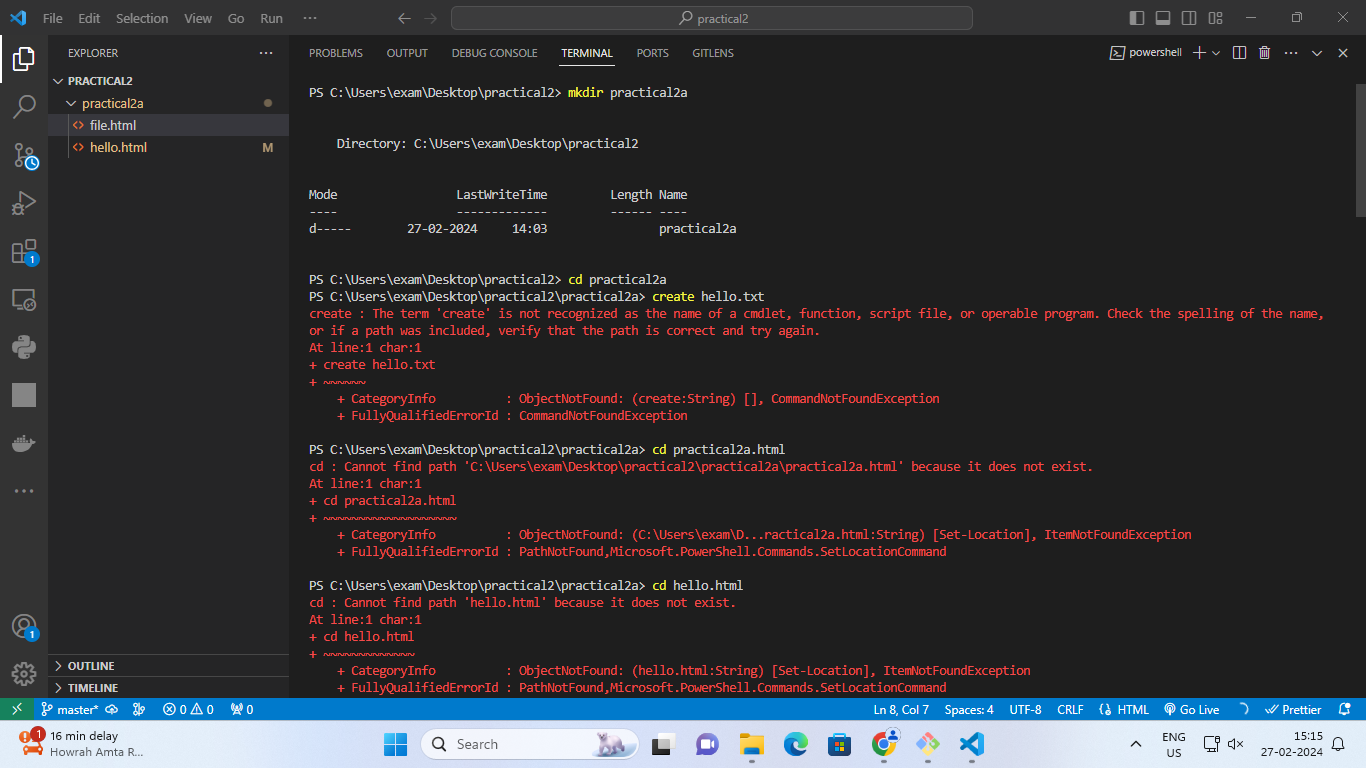 File Edit Selection View Go Run ···
practical2
EXPLORER ···
PRACTICAL2
practical2a
file.html
hello.html M
OUTLINE
TIMELINE
PROBLEMS OUTPUT DEBUG CONSOLE TERMINAL PORTS GITLENS
powershell
PS C:\Users\exam\Desktop\practical2> mkdir practical2a
Directory: C:\Users\exam\Desktop\practical2
Mode LastWriteTime Length Name
---- ------------- ------ ----
d----- 27-02-2024 14:03 practical2a
PS C:\Users\exam\Desktop\practical2> cd practical2a
PS C:\Users\exam\Desktop\practical2\practical2a> create hello.txt
create : The term 'create' is not recognized as the name of a cmdlet, function, script file, or operable program. Check the spelling of the name,
or if a path was included, verify that the path is correct and try again.
At line:1 char:1
+ create hello.txt
+ ~~~~~~
+ CategoryInfo : ObjectNotFound: (create:String) [], CommandNotFoundException
+ FullyQualifiedErrorId : CommandNotFoundException
PS C:\Users\exam\Desktop\practical2\practical2a> cd practical2a.html
cd : Cannot find path 'C:\Users\exam\Desktop\practical2\practical2a\practical2a.html' because it does not exist.
At line:1 char:1
+ cd practical2a.html
+ ~~~~~~~~~~~~~~~~~~~
+ CategoryInfo : ObjectNotFound: (C:\Users\exam\D...ractical2a.html:String) [Set-Location], ItemNotFoundException
+ FullyQualifiedErrorId : PathNotFound,Microsoft.PowerShell.Commands.SetLocationCommand
PS C:\Users\exam\Desktop\practical2\practical2a> cd hello.html
cd : Cannot find path 'hello.html' because it does not exist.
At line:1 char:1
+ cd hello.html
+ ~~~~~~~~~~~~~
+ CategoryInfo : ObjectNotFound: (hello.html:String) [Set-Location], ItemNotFoundException
+ FullyQualifiedErrorId : PathNotFound,Microsoft.PowerShell.Commands.SetLocationCommand
1
1
master* 0 0 0 Ln 8, Col 7 Spaces: 4 UTF-8 CRLF HTML Go Live Prettier
1
16 min delay
Howrah Amta R...
Search
ENG
US
15:15
27-02-2024